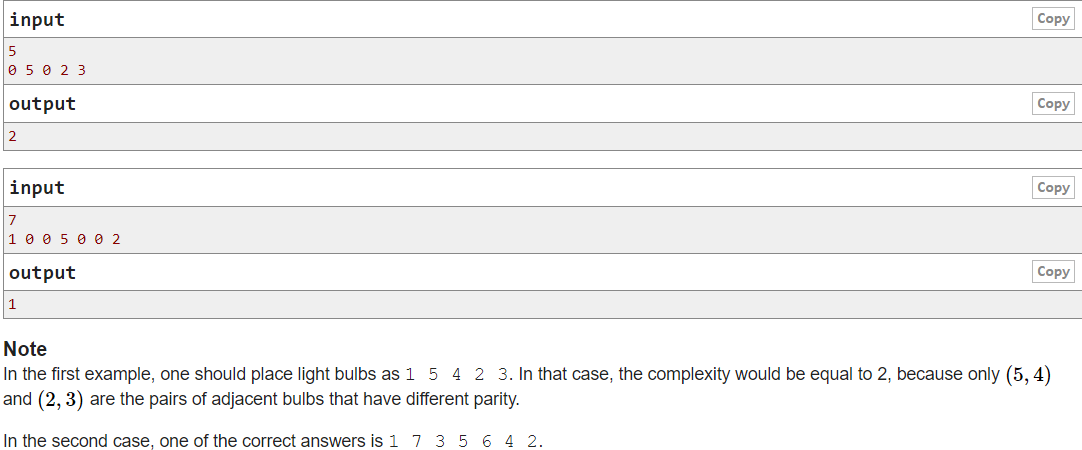 input
Copy
5
0 5 0 2 3
output
Copy
2
input
Copy
7
1 0 0 5 0 0 2
output
Copy
1
Note
In the first example, one should place light bulbs as 1 5 4 2 3. In that case, the complexity would be equal to 2, because only (5, 4)
and (2, 3) are the pairs of adjacent bulbs that have different parity.
In the second case, one of the correct answers is 1 7 3 5 6 4 2.